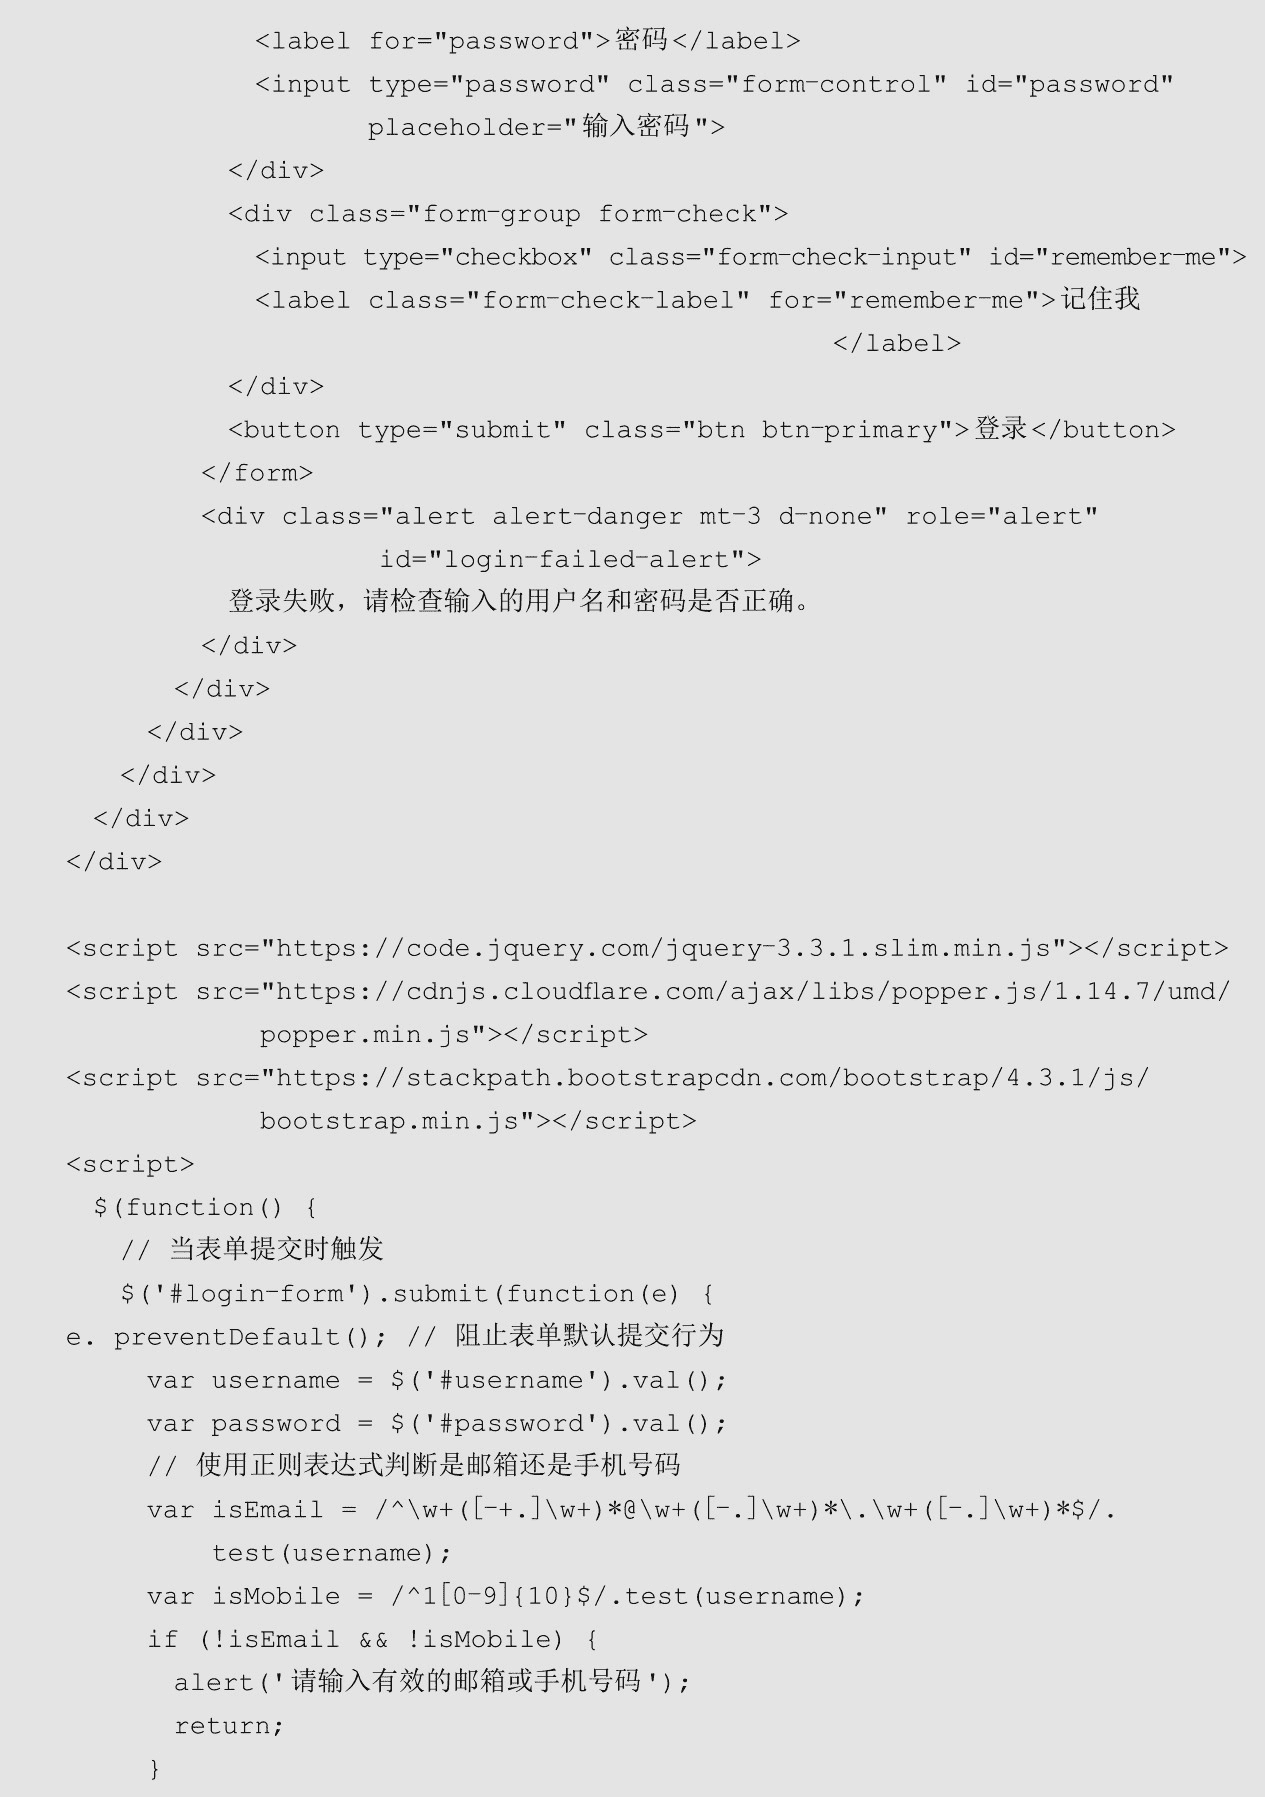 <label for="password">密码</label>
<input type="password" class="form-control" id="password"
placeholder="输入密码">
</div>
<div class="form-group form-check">
<input type="checkbox" class="form-check-input" id="remember-me">
<label class="form-check-label" for="remember-me">记住我
</label>
</div>
<button type="submit" class="btn btn-primary">登录</button>
</form>
<div class="alert alert-danger mt-3 d-none" role="alert"
id="login-failed-alert">
登录失败，请检查输入的用户名和密码是否正确。
</div>
</div>
</div>
</div>
</div>
</div>
<script src="https://code.jquery.com/jquery-3.3.1.slim.min.js"></script>
<script src="https://cdnjs.cloudflare.com/ajax/libs/popper.js/1.14.7/umd/
popper.min.js"></script>
<script src="https://stackpath.bootstrapcdn.com/bootstrap/4.3.1/js/
bootstrap.min.js"></script>
<script>
$(function() {
// 当表单提交时触发
$('#login-form').submit(function(e) {
e. preventDefault(); // 阻止表单默认提交行为
var username = $('#username').val();
var password = $('#password').val();
// 使用正则表达式判断是邮箱还是手机号码
var isEmail = /^\w+([-+.]\w+)*@\w+([-.]\w+)*\.\w+([-.]\w+)*$/.
test(username);
var isMobile = /^1[0-9]{10}$/.test(username);
if (!isEmail && !isMobile) {
alert('请输入有效的邮箱或手机号码');
return;
}